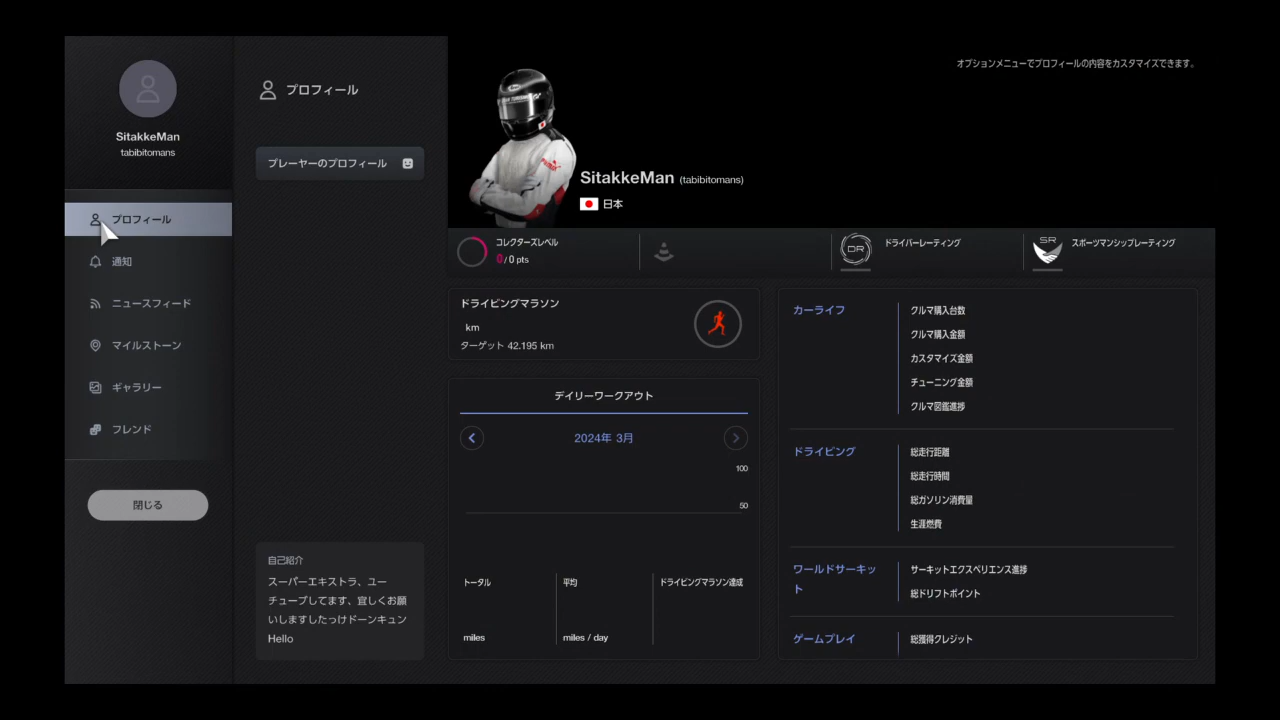 SitakkeMan
tabibitomans
プロフィール
通知
ニュースフィード
マイルストーン
ギャラリー
フレンド
閉じる
プロフィール
プレーヤーのプロフィール
自己紹介
スーパーエキストラ、ユー
チューブしてます、宜しくお願
いしますしたっけドーンキュン
Hello
オプションメニューでプロフィールの内容をカスタマイズできます。
SitakkeMan (tabibitomans)
日本
コレクターズレベル
0 / 0 pts
DR
ドライバーレーティング
SR
スポーツマンシップレーティング
ドライビングマラソン
km
ターゲット 42.195 km
デイリーワークアウト
2024年 3月
100
50
トータル
miles
平均
miles / day
ドライビングマラソン達成
カーライフ
クルマ購入台数
クルマ購入金額
カスタマイズ金額
チューニング金額
クルマ図鑑進捗
ドライビング
総走行距離
総走行時間
総ガソリン消費量
生涯燃費
ワールドサーキッ
ト
サーキットエクスペリエンス進捗
総ドリフトポイント
ゲームプレイ
総獲得クレジット